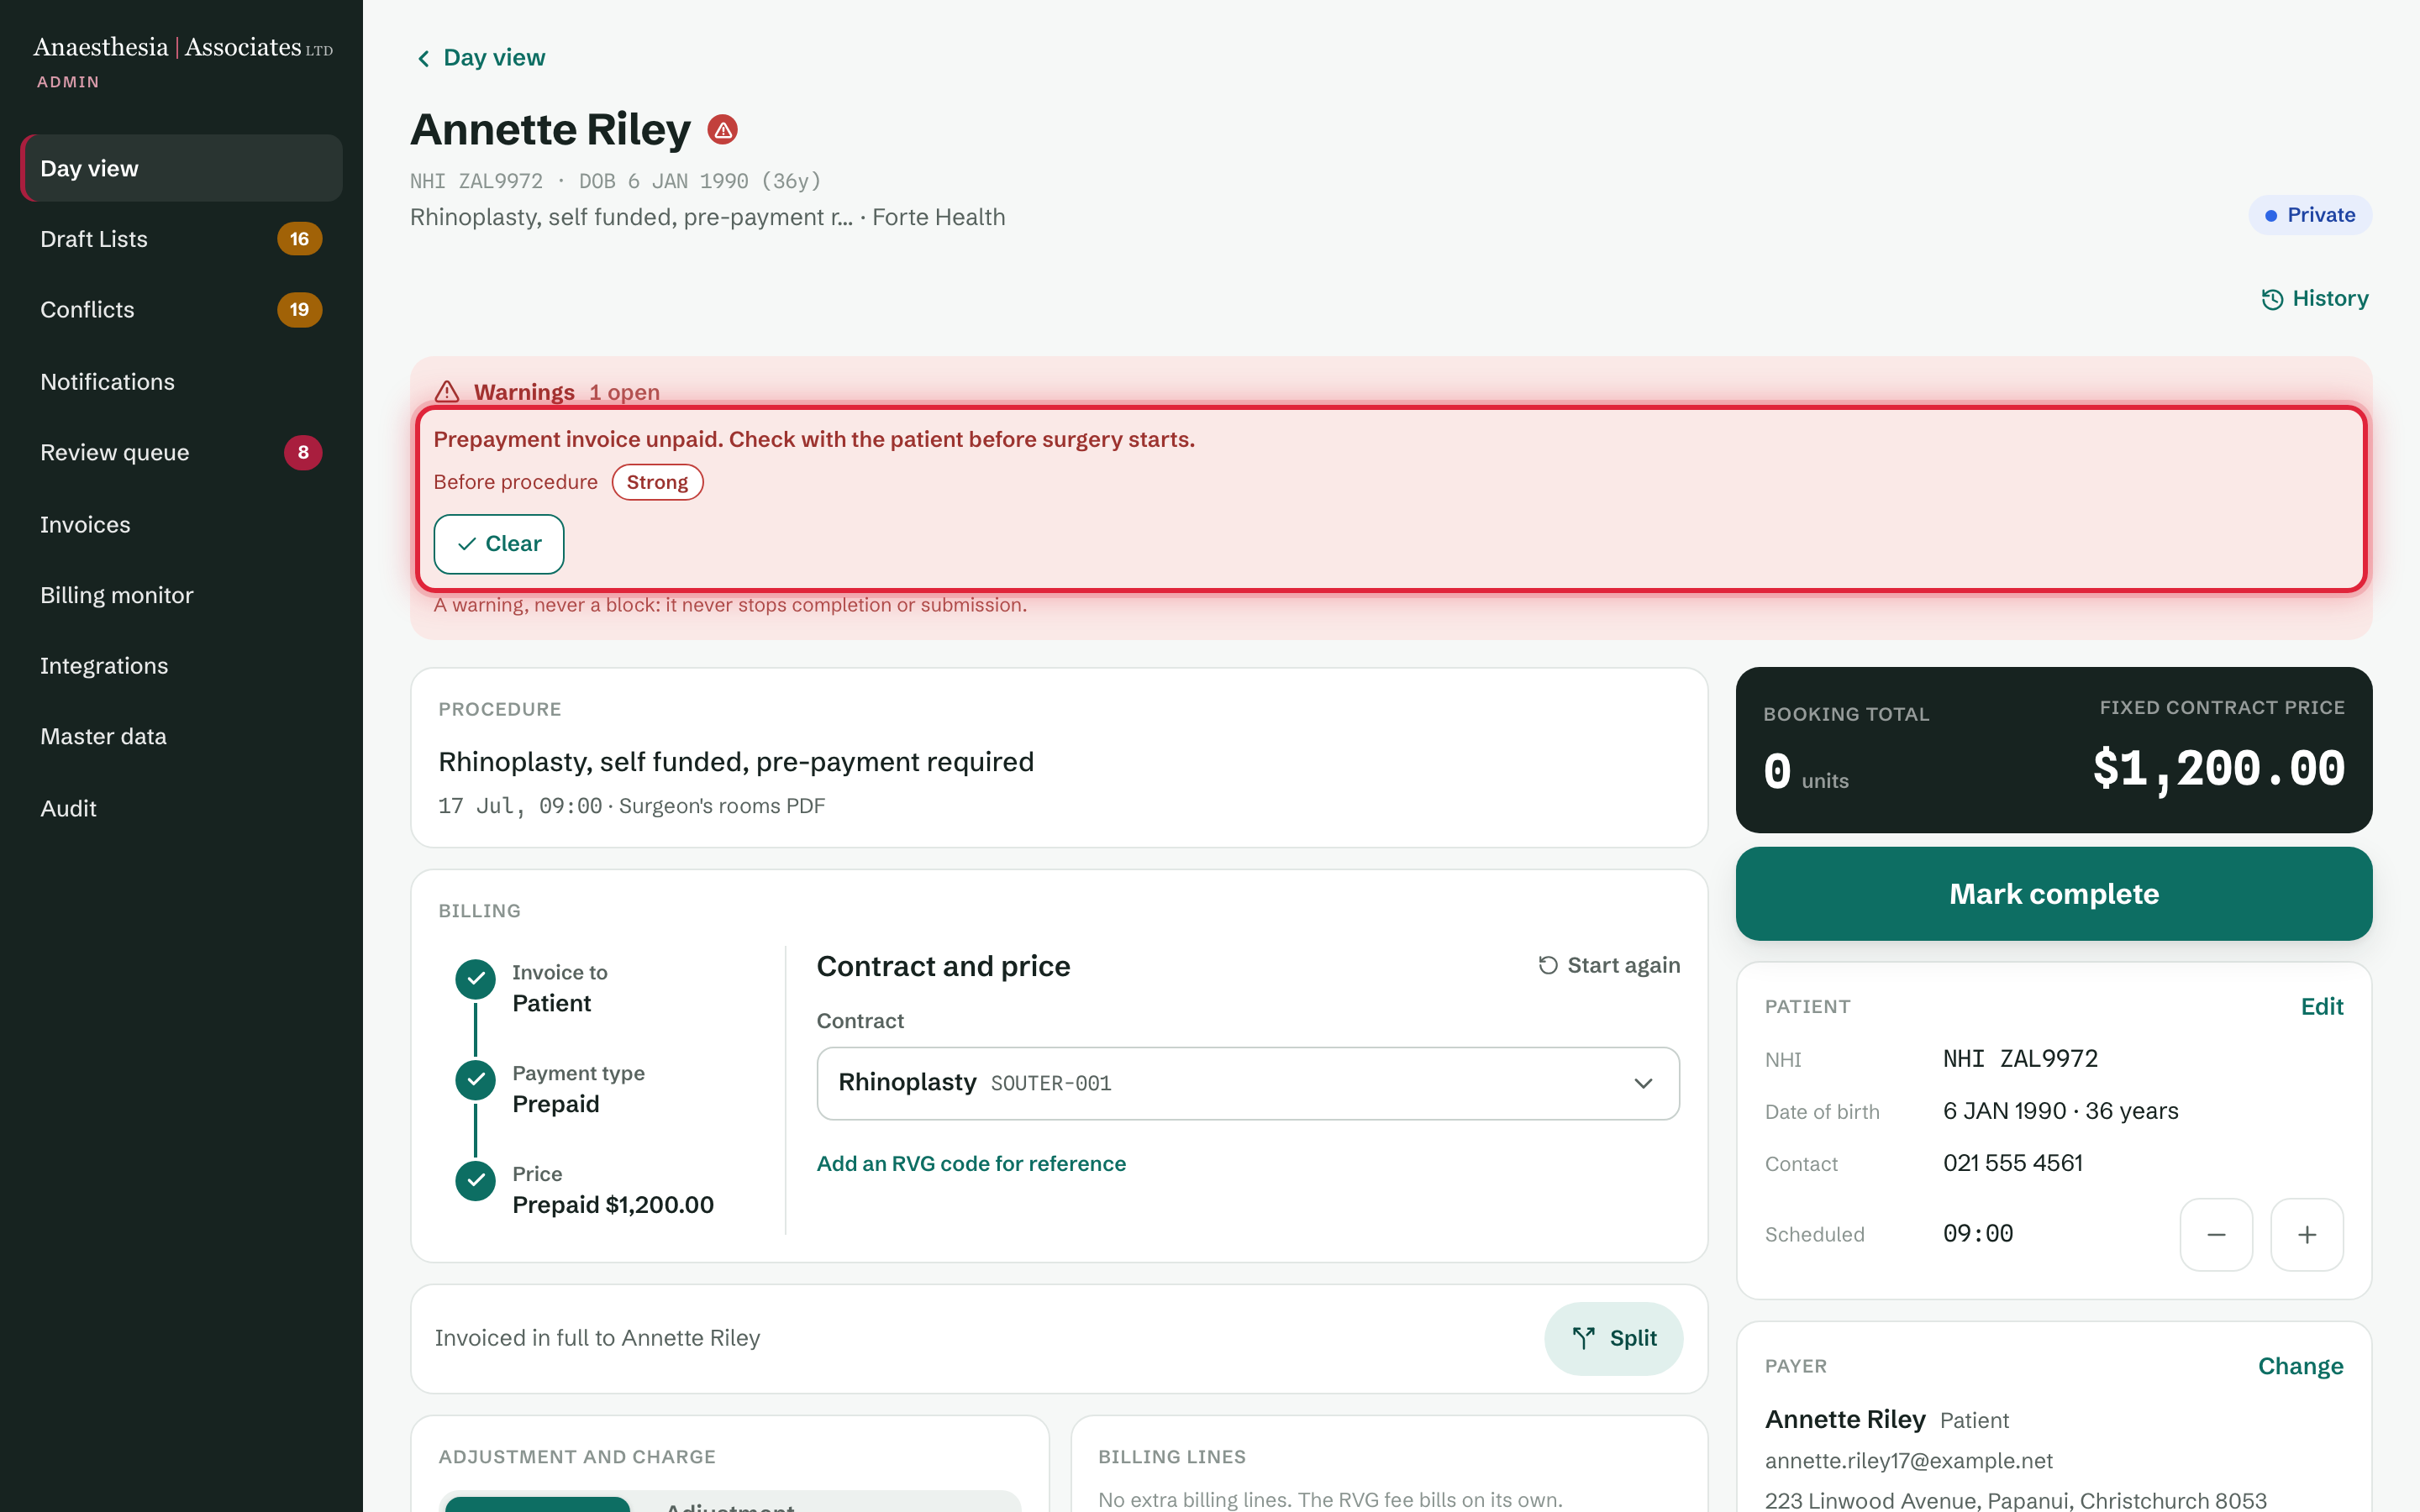 Anaesthesia | Associates LTD
ADMIN
Day view
Draft Lists 16
Conflicts 19
Notifications
Review queue 8
Invoices
Billing monitor
Integrations
Master data
Audit
Day view
Annette Riley
NHI ZAL9972 · DOB 6 JAN 1990 (36y)
Rhinoplasty, self funded, pre-payment r... · Forte Health
Private
History
Warnings 1 open
Prepayment invoice unpaid. Check with the patient before surgery starts.
Before procedure Strong
Clear
A warning, never a block: it never stops completion or submission.
PROCEDURE
Rhinoplasty, self funded, pre-payment required
17 Jul, 09:00 · Surgeon's rooms PDF
BILLING
Invoice to
Patient
Payment type
Prepaid
Price
Prepaid $1,200.00
Contract and price
Start again
Contract
Rhinoplasty SOUTER-001
Add an RVG code for reference
Invoiced in full to Annette Riley
Split
ADJUSTMENT AND CHARGE
Adjustment
BILLING LINES
No extra billing lines. The RVG fee bills on its own.
BOOKING TOTAL
0 units
FIXED CONTRACT PRICE
$1,200.00
Mark complete
PATIENT
Edit
NHI NHI ZAL9972
Date of birth 6 JAN 1990 · 36 years
Contact 021 555 4561
Scheduled 09:00
PAYER
Change
Annette Riley Patient
annette.riley17@example.net
223 Linwood Avenue, Papanui, Christchurch 8053